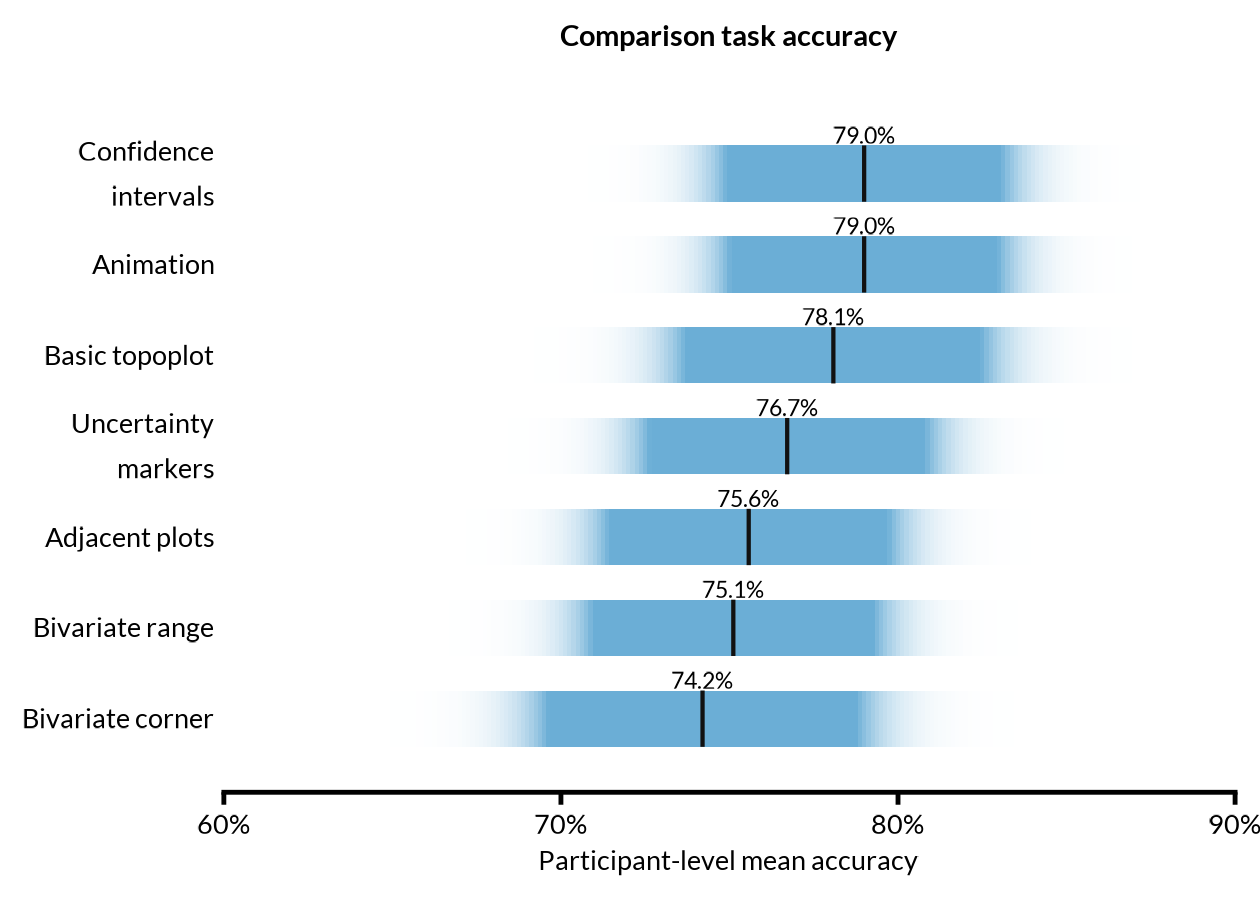 Comparison task accuracy
Confidence
intervals
79.0%
Animation
79.0%
Basic topoplot
78.1%
Uncertainty
markers
76.7%
Adjacent plots
75.6%
Bivariate range
75.1%
Bivariate corner
74.2%
60% 70% 80% 90%
Participant-level mean accuracy